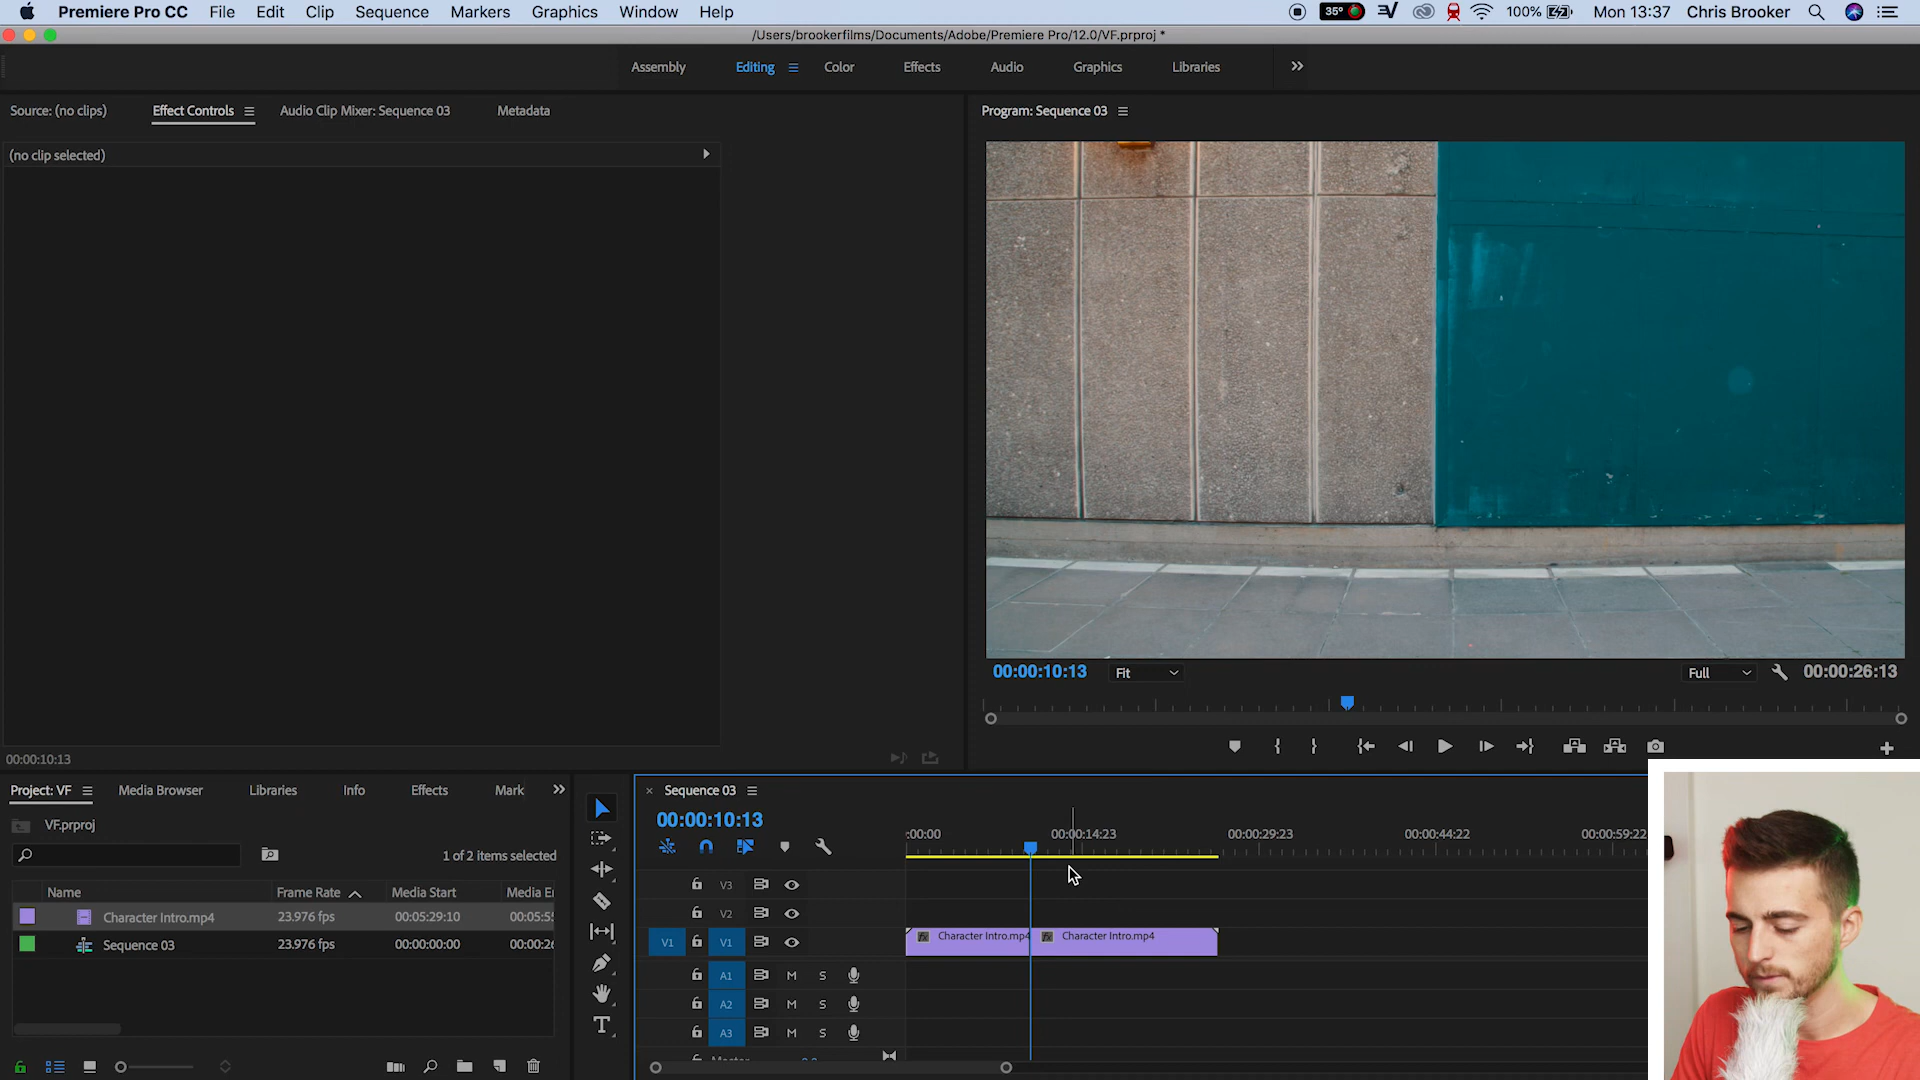 Premiere Pro CC File Edit Clip Sequence Markers Graphics Window Help 35° 100% Mon 13:37 Chris Brooker
/Users/brookerfilms/Documents/Adobe/Premiere Pro/12.0/VF.prproj *
Assembly Editing Color Effects Audio Graphics Libraries
Source: (no clips) Effect Controls Audio Clip Mixer: Sequence 03 Metadata
Program: Sequence 03
(no clip selected)
00:00:10:13 Fit Full 00:00:26:13
00:00:10:13
Project: VF Media Browser Libraries Info Effects Mark
Sequence 03
VF.prproj
00:00:10:13
1 of 2 items selected
:00:00 00:00:14:23 00:00:29:23 00:00:44:22 00:00:59:22
Name Frame Rate Media Start Media E
Character Intro.mp4 23.976 fps 00:05:29:10 00:05:5
Sequence 03 23.976 fps 00:00:00:00 00:00:26
V3
V2
V1 V1 Character Intro.mp4 Character Intro.mp4
A1 M S
A2 M S
A3 M S